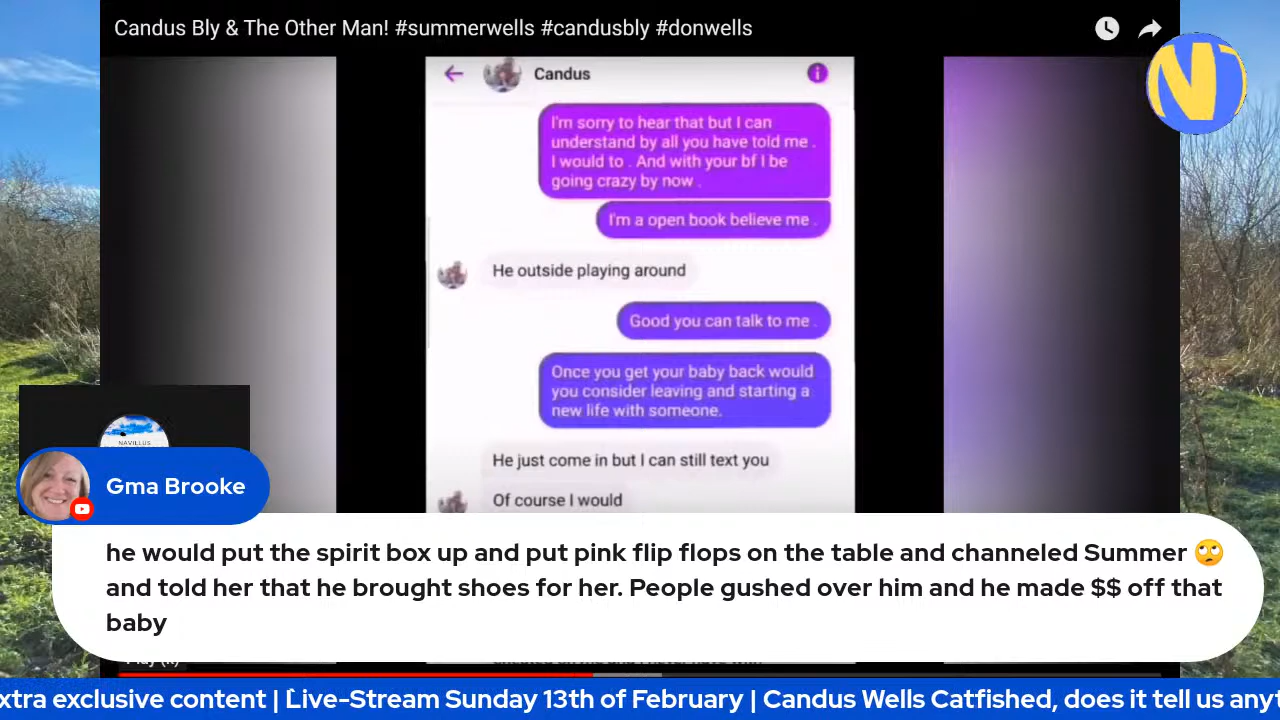 Candus Bly & The Other Man! #summerwells #candusbly #donwells
N
Candus
I'm sorry to hear that but I can
understand by all you have told me .
I would to . And with your bf I be
going crazy by now .
I'm a open book believe me .
He outside playing around
Good you can talk to me .
Once you get your baby back would
you consider leaving and starting a
new life with someone.
He just come in but I can still text you
Of course I would
NAVILLUS
Gma Brooke
he would put the spirit box up and put pink flip flops on the table and channeled Summer 🙄
and told her that he brought shoes for her. People gushed over him and he made $$ off that
baby
xtra exclusive content | Live-Stream Sunday 13th of February | Candus Wells Catfished, does it tell us anyt